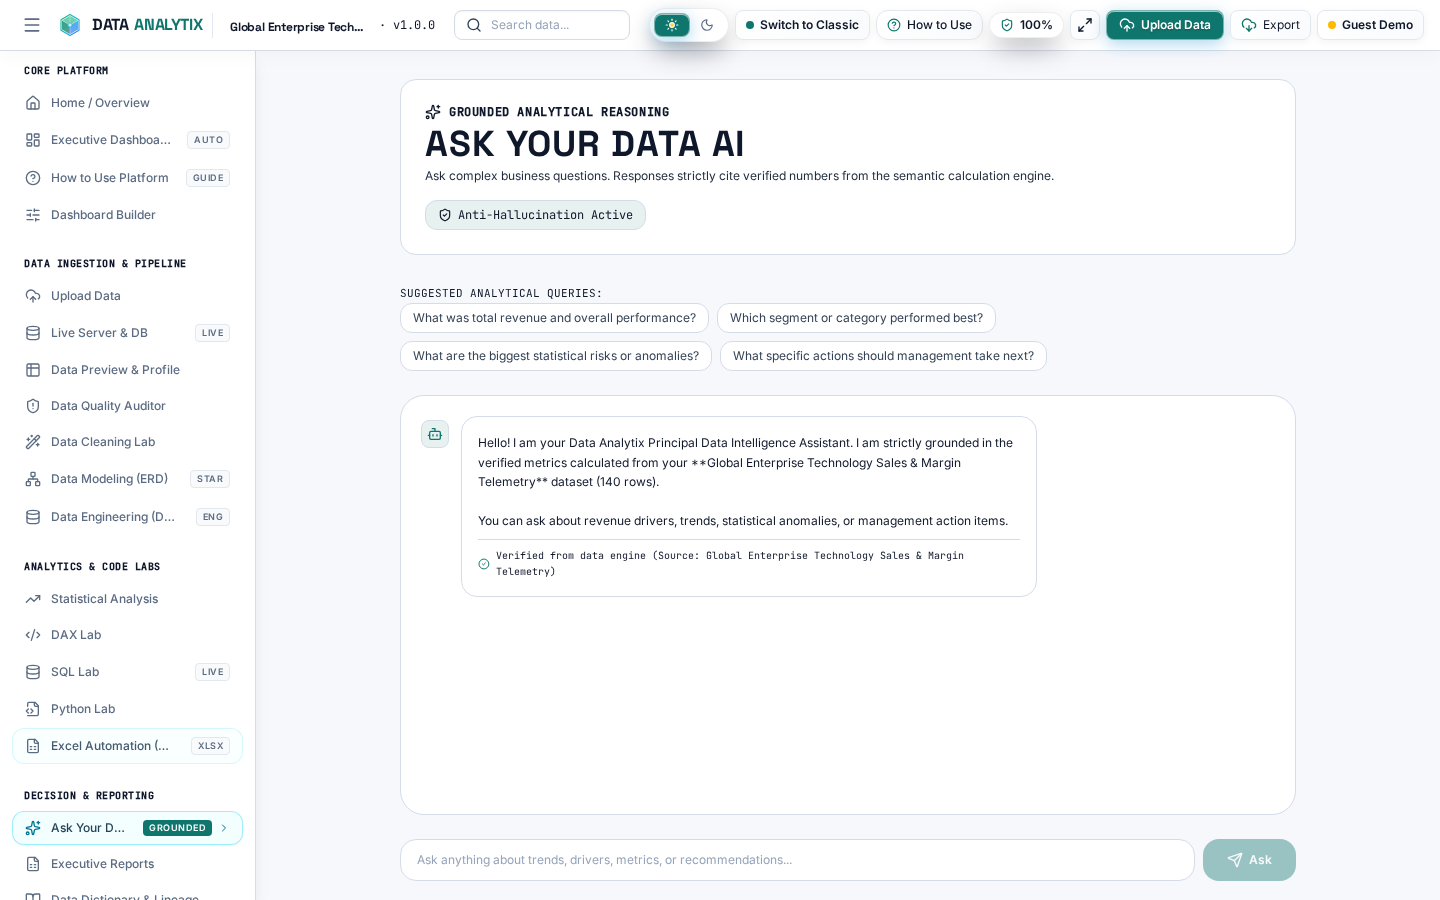 DATA ANALYTIX
Global Enterprise Tech...
· v1.0.0
Search data...
Switch to Classic
How to Use
100%
Upload Data
Export
Guest Demo
CORE PLATFORM
Home / Overview
Executive Dashboa... AUTO
How to Use Platform GUIDE
Dashboard Builder
DATA INGESTION & PIPELINE
Upload Data
Live Server & DB LIVE
Data Preview & Profile
Data Quality Auditor
Data Cleaning Lab
Data Modeling (ERD) STAR
Data Engineering (D... ENG
ANALYTICS & CODE LABS
Statistical Analysis
DAX Lab
SQL Lab LIVE
Python Lab
Excel Automation (... XLSX
DECISION & REPORTING
Ask Your D... GROUNDED
Executive Reports
Data Dictionary & Lineage
GROUNDED ANALYTICAL REASONING
ASK YOUR DATA AI
Ask complex business questions. Responses strictly cite verified numbers from the semantic calculation engine.
Anti-Hallucination Active
SUGGESTED ANALYTICAL QUERIES:
What was total revenue and overall performance?
Which segment or category performed best?
What are the biggest statistical risks or anomalies?
What specific actions should management take next?
Hello! I am your Data Analytix Principal Data Intelligence Assistant. I am strictly grounded in the
verified metrics calculated from your **Global Enterprise Technology Sales & Margin
Telemetry** dataset (140 rows).
You can ask about revenue drivers, trends, statistical anomalies, or management action items.
Verified from data engine (Source: Global Enterprise Technology Sales & Margin
Telemetry)
Ask anything about trends, drivers, metrics, or recommendations...
Ask